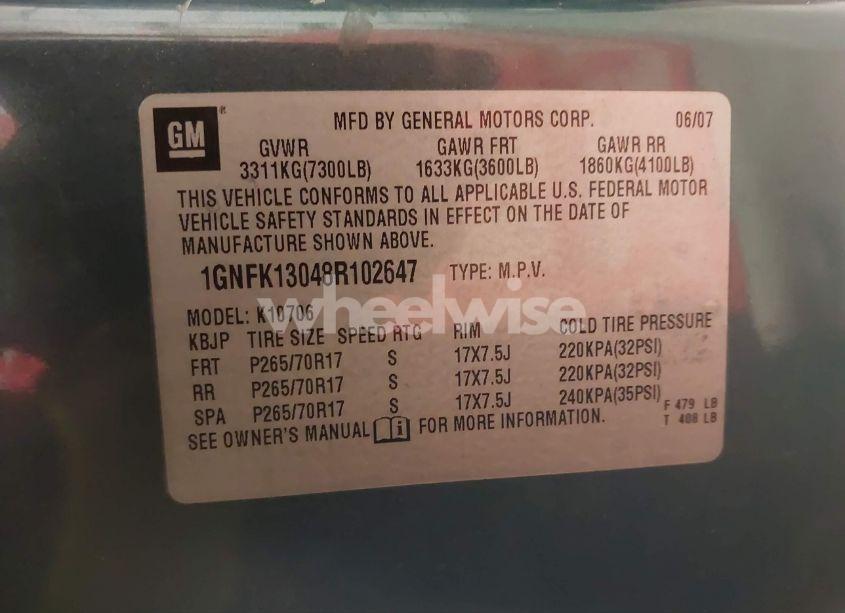 GM ®
MFD BY GENERAL MOTORS CORP. 06/07
GVWR GAWR FRT GAWR RR
3311KG(7300LB) 1633KG(3600LB) 1860KG(4100LB)
THIS VEHICLE CONFORMS TO ALL APPLICABLE U.S. FEDERAL MOTOR
VEHICLE SAFETY STANDARDS IN EFFECT ON THE DATE OF
MANUFACTURE SHOWN ABOVE.
1GNFK13048R102647 TYPE: M.P.V.
wheelwise
MODEL: K10706
KBJP TIRE SIZE SPEED RTG RIM COLD TIRE PRESSURE
FRT P265/70R17 S 17X7.5J 220KPA(32PSI)
RR P265/70R17 S 17X7.5J 220KPA(32PSI)
SPA P265/70R17 S 17X7.5J 240KPA(35PSI)
F 479 LB
T 408 LB
SEE OWNER'S MANUAL i FOR MORE INFORMATION.